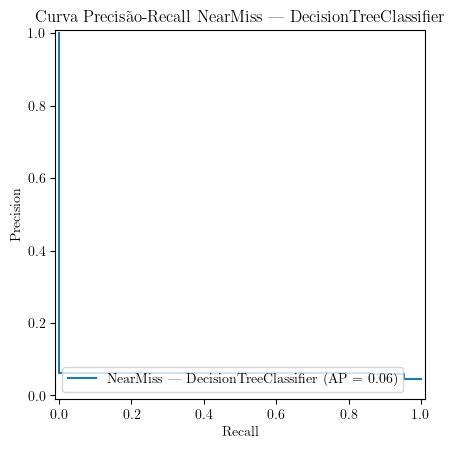 Curva Precisão-Recall NearMiss — DecisionTreeClassifier
1.0
0.8
0.6
0.4
0.2
0.0
Precision
NearMiss — DecisionTreeClassifier (AP = 0.06)
0.0 0.2 0.4 0.6 0.8 1.0
Recall